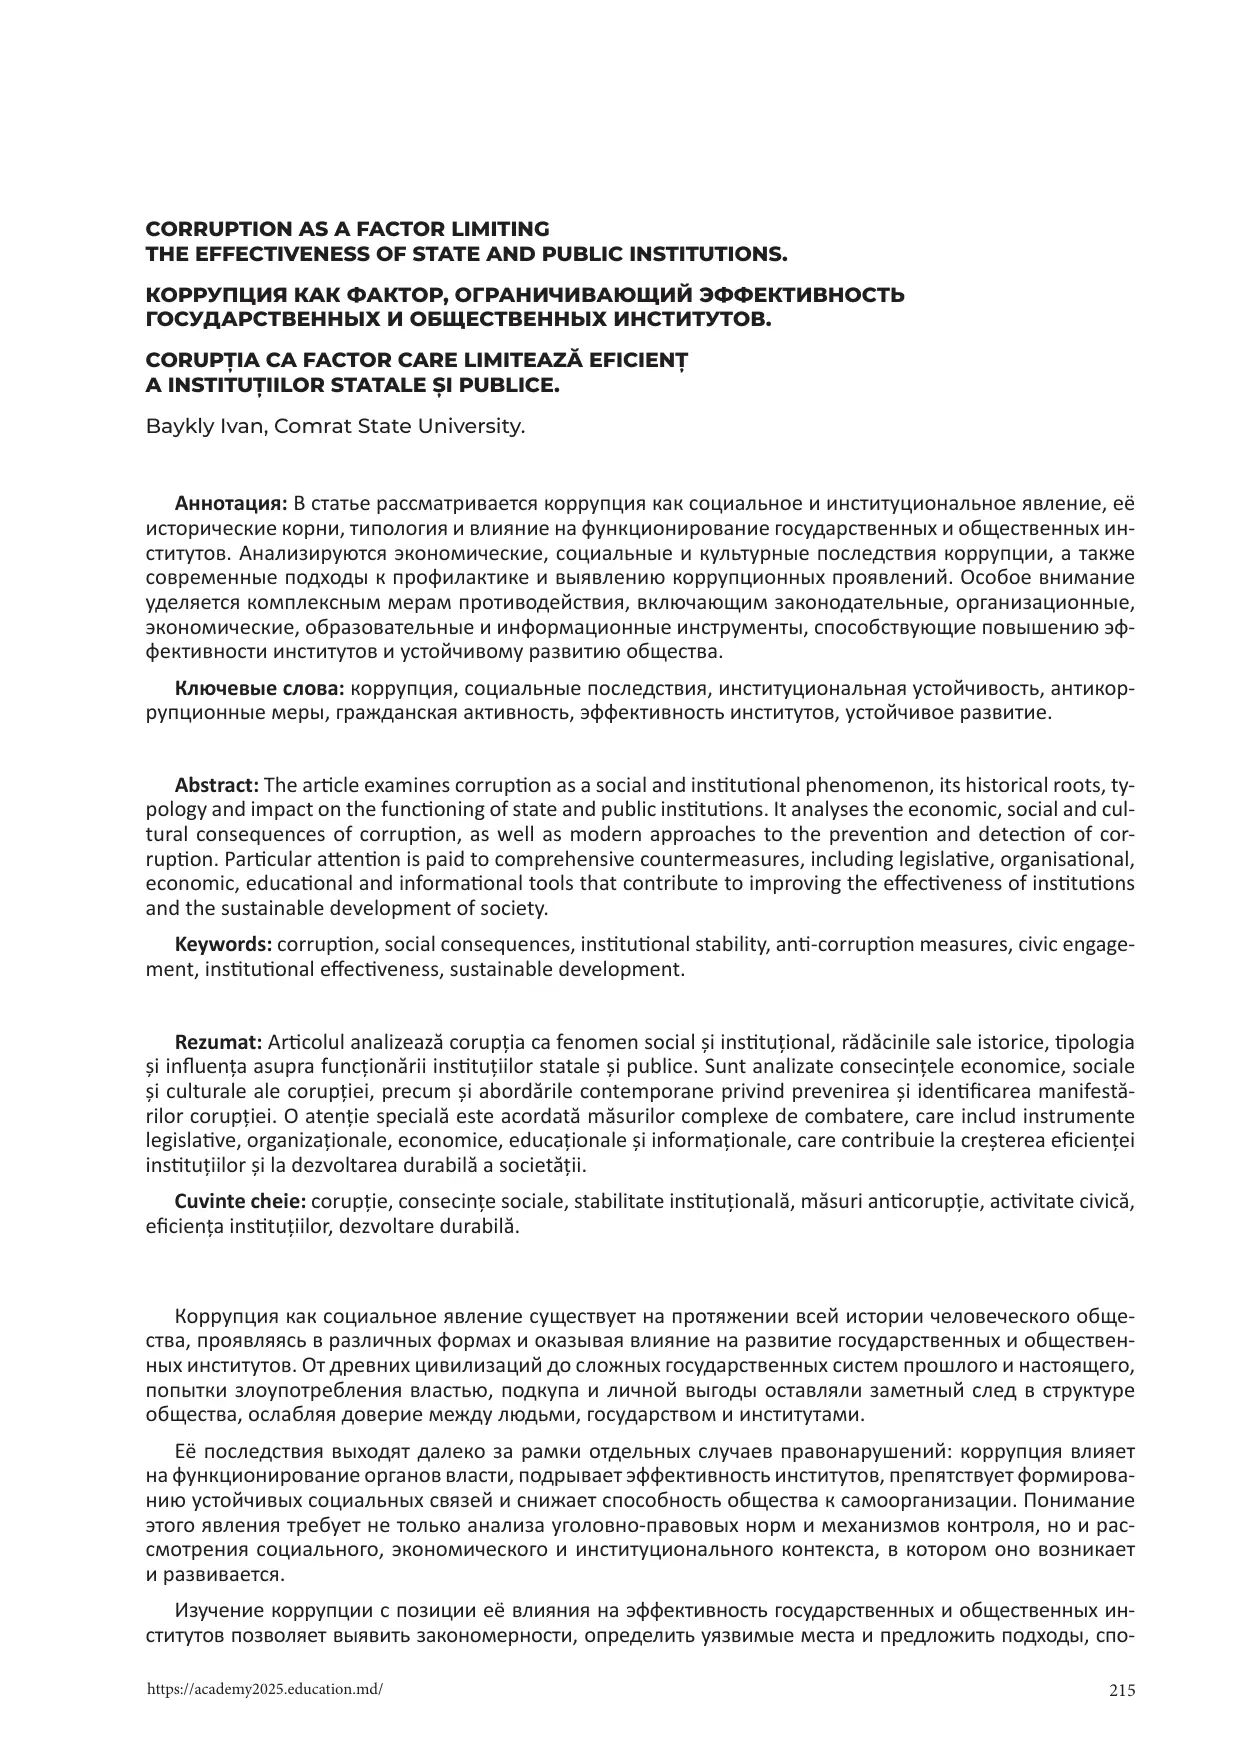 CORRUPTION AS A FACTOR LIMITING
THE EFFECTIVENESS OF STATE AND PUBLIC INSTITUTIONS.
КОРРУПЦИЯ КАК ФАКТОР, ОГРАНИЧИВАЮЩИЙ ЭФФЕКТИВНОСТЬ
ГОСУДАРСТВЕННЫХ И ОБЩЕСТВЕННЫХ ИНСТИТУТОВ.
CORUPȚIA CA FACTOR CARE LIMITEAZĂ EFICIENȚ
A INSTITUȚIILOR STATALE ȘI PUBLICE.
Baykly Ivan, Comrat State University.
Аннотация: В статье рассматривается коррупция как социальное и институциональное явление, её
исторические корни, типология и влияние на функционирование государственных и общественных ин-
ститутов. Анализируются экономические, социальные и культурные последствия коррупции, а также
современные подходы к профилактике и выявлению коррупционных проявлений. Особое внимание
уделяется комплексным мерам противодействия, включающим законодательные, организационные,
экономические, образовательные и информационные инструменты, способствующие повышению эф-
фективности институтов и устойчивому развитию общества.
Ключевые слова: коррупция, социальные последствия, институциональная устойчивость, антикор-
рупционные меры, гражданская активность, эффективность институтов, устойчивое развитие.
Abstract: The article examines corruption as a social and institutional phenomenon, its historical roots, ty-
pology and impact on the functioning of state and public institutions. It analyses the economic, social and cul-
tural consequences of corruption, as well as modern approaches to the prevention and detection of cor-
ruption. Particular attention is paid to comprehensive countermeasures, including legislative, organisational,
economic, educational and informational tools that contribute to improving the effectiveness of institutions
and the sustainable development of society.
Keywords: corruption, social consequences, institutional stability, anti-corruption measures, civic engage-
ment, institutional effectiveness, sustainable development.
Rezumat: Articolul analizează corupția ca fenomen social și instituțional, rădăcinile sale istorice, tipologia
și influența asupra funcționării instituțiilor statale și publice. Sunt analizate consecințele economice, sociale
și culturale ale corupției, precum și abordările contemporane privind prevenirea și identificarea manifestă-
rilor corupției. O atenție specială este acordată măsurilor complexe de combatere, care includ instrumente
legislative, organizaționale, economice, educaționale și informaționale, care contribuie la creșterea eficienței
instituțiilor și la dezvoltarea durabilă a societății.
Cuvinte cheie: corupție, consecințe sociale, stabilitate instituțională, măsuri anticorupție, activitate civică,
eficiența instituțiilor, dezvoltare durabilă.
Коррупция как социальное явление существует на протяжении всей истории человеческого обще-
ства, проявляясь в различных формах и оказывая влияние на развитие государственных и обществен-
ных институтов. От древних цивилизаций до сложных государственных систем прошлого и настоящего,
попытки злоупотребления властью, подкупа и личной выгоды оставляли заметный след в структуре
общества, ослабляя доверие между людьми, государством и институтами.
Её последствия выходят далеко за рамки отдельных случаев правонарушений: коррупция влияет
на функционирование органов власти, подрывает эффективность институтов, препятствует формирова-
нию устойчивых социальных связей и снижает способность общества к самоорганизации. Понимание
этого явления требует не только анализа уголовно-правовых норм и механизмов контроля, но и рас-
смотрения социального, экономического и институционального контекста, в котором оно возникает
и развивается.
Изучение коррупции с позиции её влияния на эффективность государственных и общественных ин-
ститутов позволяет выявить закономерности, определить уязвимые места и предложить подходы, спо-
https://academy2025.education.md/
215